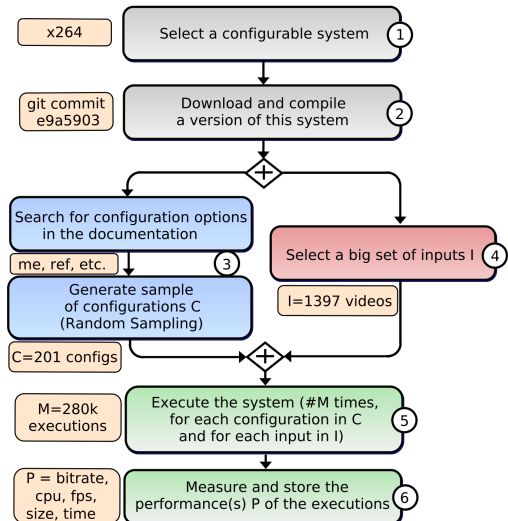 x264
Select a configurable system
1
git commit
e9a5903
Download and compile
a version of this system
2
Search for configuration options
in the documentation
me, ref, etc.
3
Generate sample
of configurations C
(Random Sampling)
C=201 configs
Select a big set of inputs I
4
I=1397 videos
M=280k
executions
Execute the system (#M times,
for each configuration in C
and for each input in I)
5
P = bitrate,
cpu, fps,
size, time
Measure and store the
performance(s) P of the executions
6